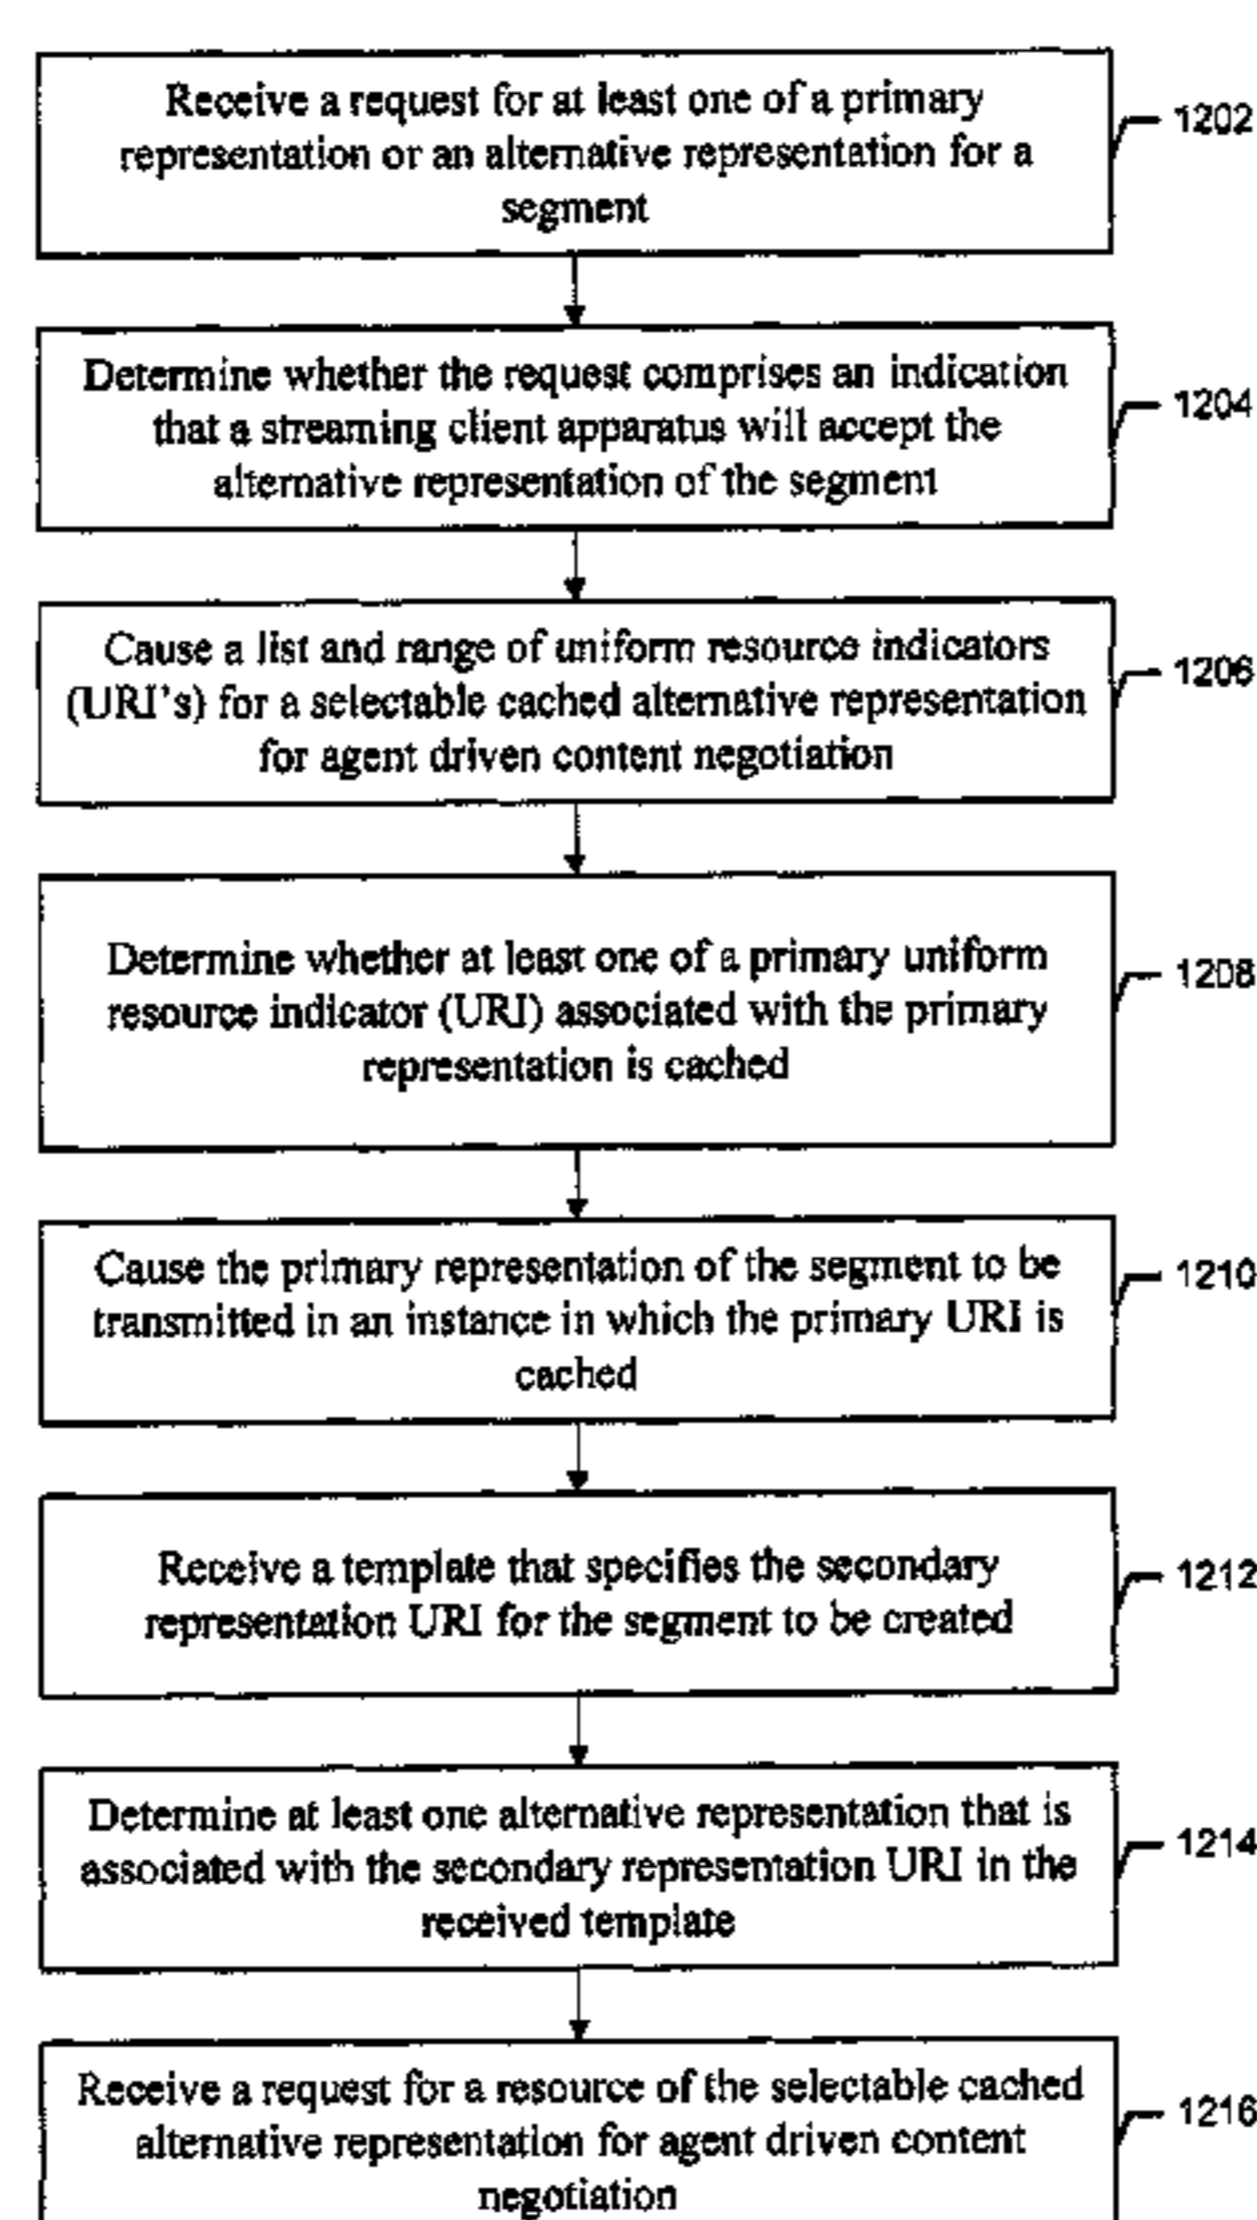 Receive a request for at least one of a primary
representation or an alternative representation for a
segment
1202
Determine whether the request comprises an indication
that a streaming client apparatus will accept the
alternative representation of the segment
1204
Cause a list and range of uniform resource indicators
(URI's) for a selectable cached alternative representation
for agent driven content negotiation
1206
Determine whether at least one of a primary uniform
resource indicator (URI) associated with the primary
representation is cached
1208
Cause the primary representation of the segment to be
transmitted in an instance in which the primary URI is
cached
1210
Receive a template that specifies the secondary
representation URI for the segment to be created
1212
Determine at least one alternative representation that is
associated with the secondary representation URI in the
received template
1214
Receive a request for a resource of the selectable cached
alternative representation for agent driven content
negotiation
1216